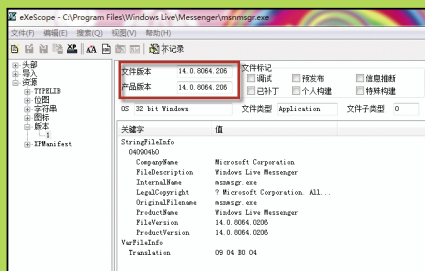 eXeScope - C:\Program Files\Windows Live\Messenger\msnmsgr.exe
文件(F) 编辑(E) 搜索(Q) 视图(V) 帮助(H)
不记录
头部
导入
资源
TYPELIB
位图
字符串
图标
版本
1
XPManifest
文件版本 14.0.8064.206
产品版本 14.0.8064.206
文件标记
调试 预发布 信息推断
已补丁 个人构建 特殊构建
OS 32 bit Windows 文件类型 Application 文件子类型 0
关键字 值
StringFileInfo
040904b0
CompanyName Microsoft Corporation
FileDescription Windows Live Messenger
InternalName msnmsgr.exe
LegalCopyright ? Microsoft Corporation. All...
OriginalFilename msnmsgr.exe
ProductName Windows Live Messenger
FileVersion 14.0.8064.0206
ProductVersion 14.0.8064.0206
VarFileInfo
Translation 09 04 B0 04